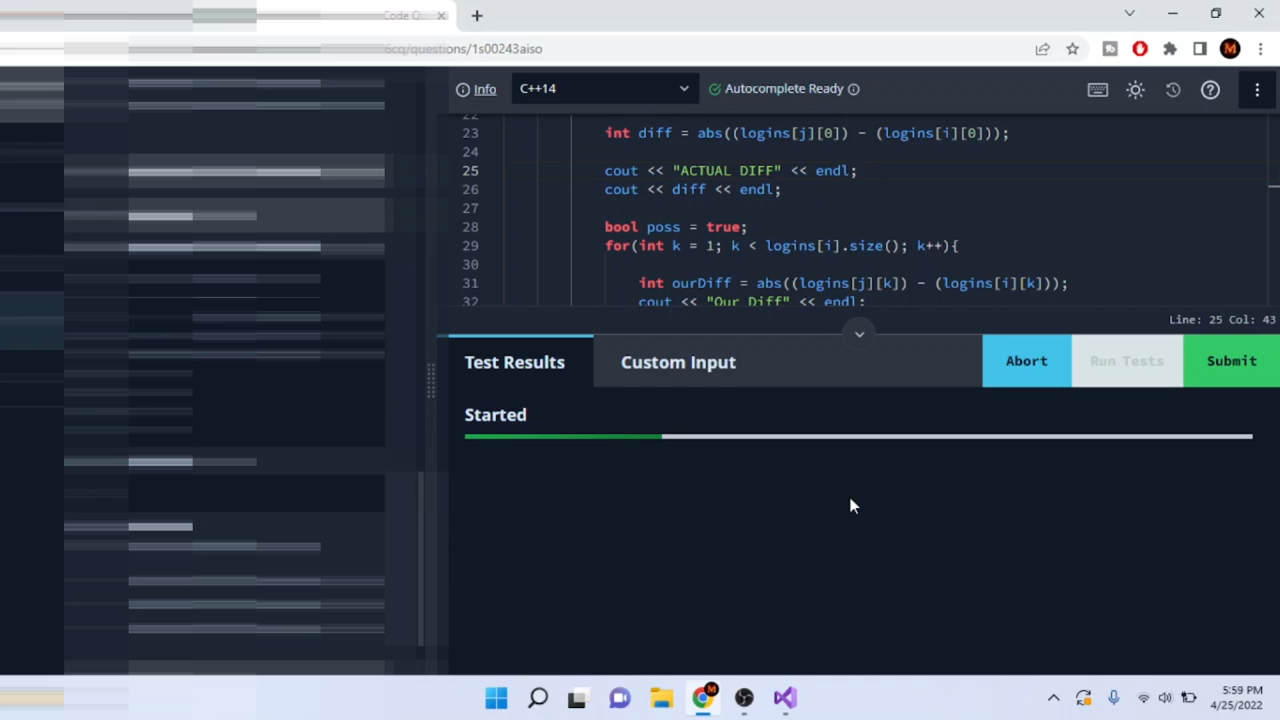 Code Q
6cq/questions/1s00243aiso
M
Info
C++14
Autocomplete Ready
22
23 int diff = abs((logins[j][0]) - (logins[i][0]));
24
25 cout << "ACTUAL DIFF" << endl;
26 cout << diff << endl;
27
28 bool poss = true;
29 for(int k = 1; k < logins[i].size(); k++){
30
31 int ourDiff = abs((logins[j][k]) - (logins[i][k]));
32 cout << "Our Diff" << endl;
Line: 25 Col: 43
Test Results
Custom Input
Abort
Run Tests
Submit
Started
M
5:59 PM
4/25/2022